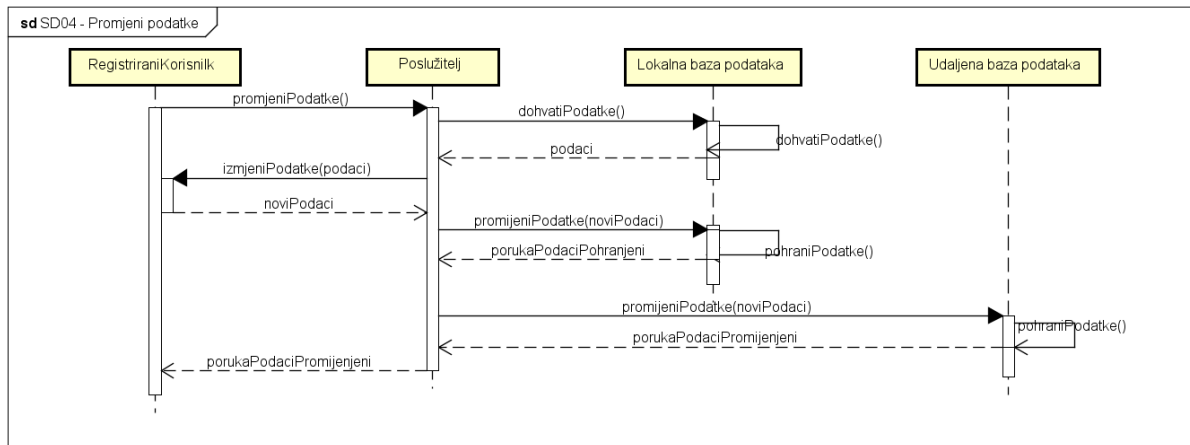 sd SD04 - Promjeni podatke
RegistriraniKorisnIk
Poslužitelj
Lokalna baza podataka
Udaljena baza podataka
promjeniPodatke()
dohvatiPodatke()
dohvatiPodatke()
podaci
izmjeniPodatke(podaci)
noviPodaci
promijeniPodatke(noviPodaci)
porukaPodaciPohranjeni
pohraniPodatke()
promijeniPodatke(noviPodaci)
pohraniPodatke()
porukaPodaciPromijenjeni
porukaPodaciPromijenjeni